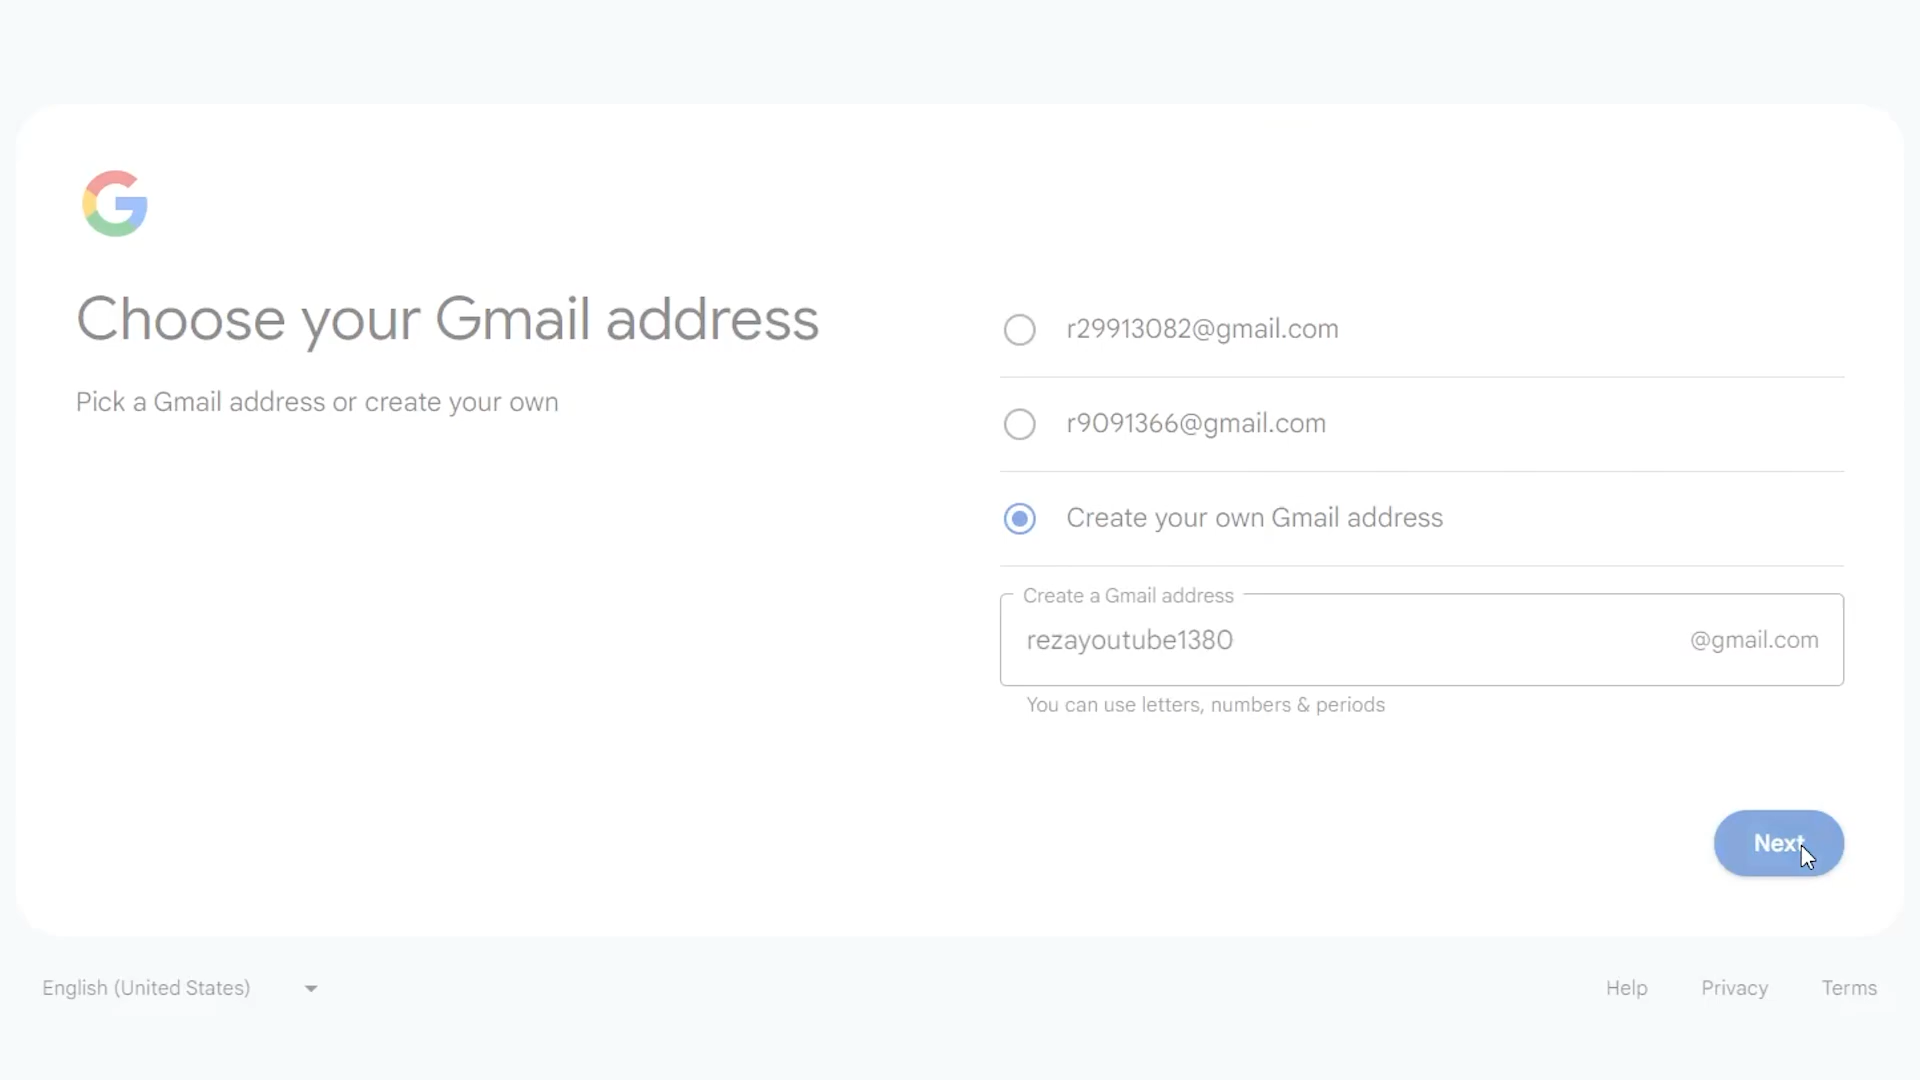 Choose your Gmail address
Pick a Gmail address or create your own
r29913082@gmail.com
r9091366@gmail.com
Create your own Gmail address
Create a Gmail address
rezayoutube1380 @gmail.com
You can use letters, numbers & periods
Next
English (United States)
Help Privacy Terms